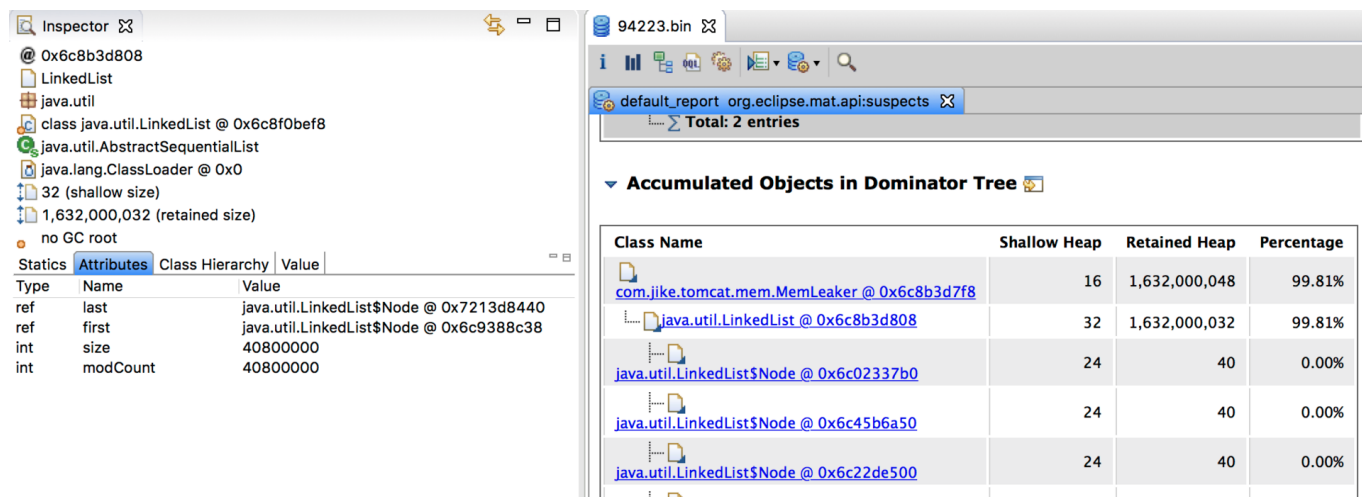 Inspector
@ 0x6c8b3d808
LinkedList
java.util
class java.util.LinkedList @ 0x6c8f0bef8
java.util.AbstractSequentialList
java.lang.ClassLoader @ 0x0
32 (shallow size)
1,632,000,032 (retained size)
no GC root
Statics Attributes Class Hierarchy Value
Type Name Value
ref last java.util.LinkedList$Node @ 0x7213d8440
ref first java.util.LinkedList$Node @ 0x6c9388c38
int size 40800000
int modCount 40800000
94223.bin
i OQL
default_report org.eclipse.mat.api:suspects
∑ Total: 2 entries
Accumulated Objects in Dominator Tree
Class Name Shallow Heap Retained Heap Percentage
com.jike.tomcat.mem.MemLeaker @ 0x6c8b3d7f8 16 1,632,000,048 99.81%
java.util.LinkedList @ 0x6c8b3d808 32 1,632,000,032 99.81%
java.util.LinkedList$Node @ 0x6c02337b0 24 40 0.00%
java.util.LinkedList$Node @ 0x6c45b6a50 24 40 0.00%
java.util.LinkedList$Node @ 0x6c22de500 24 40 0.00%